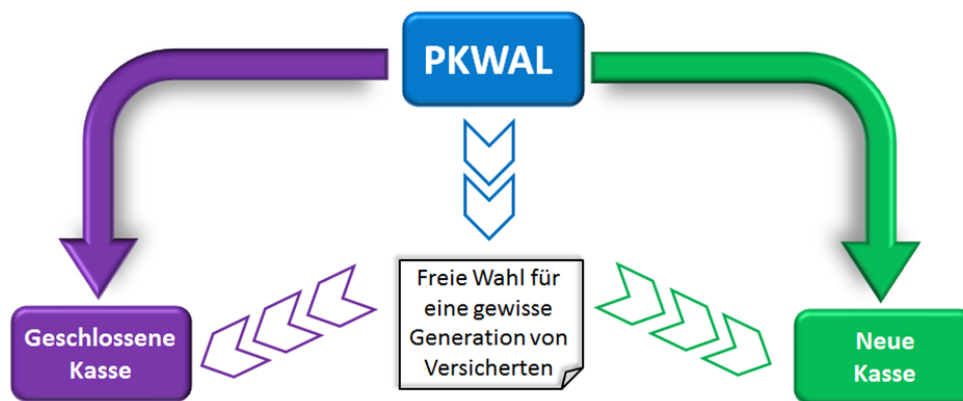 PKWAL
Freie Wahl für
eine gewisse
Generation von
Versicherten
Geschlossene
Kasse
Neue
Kasse